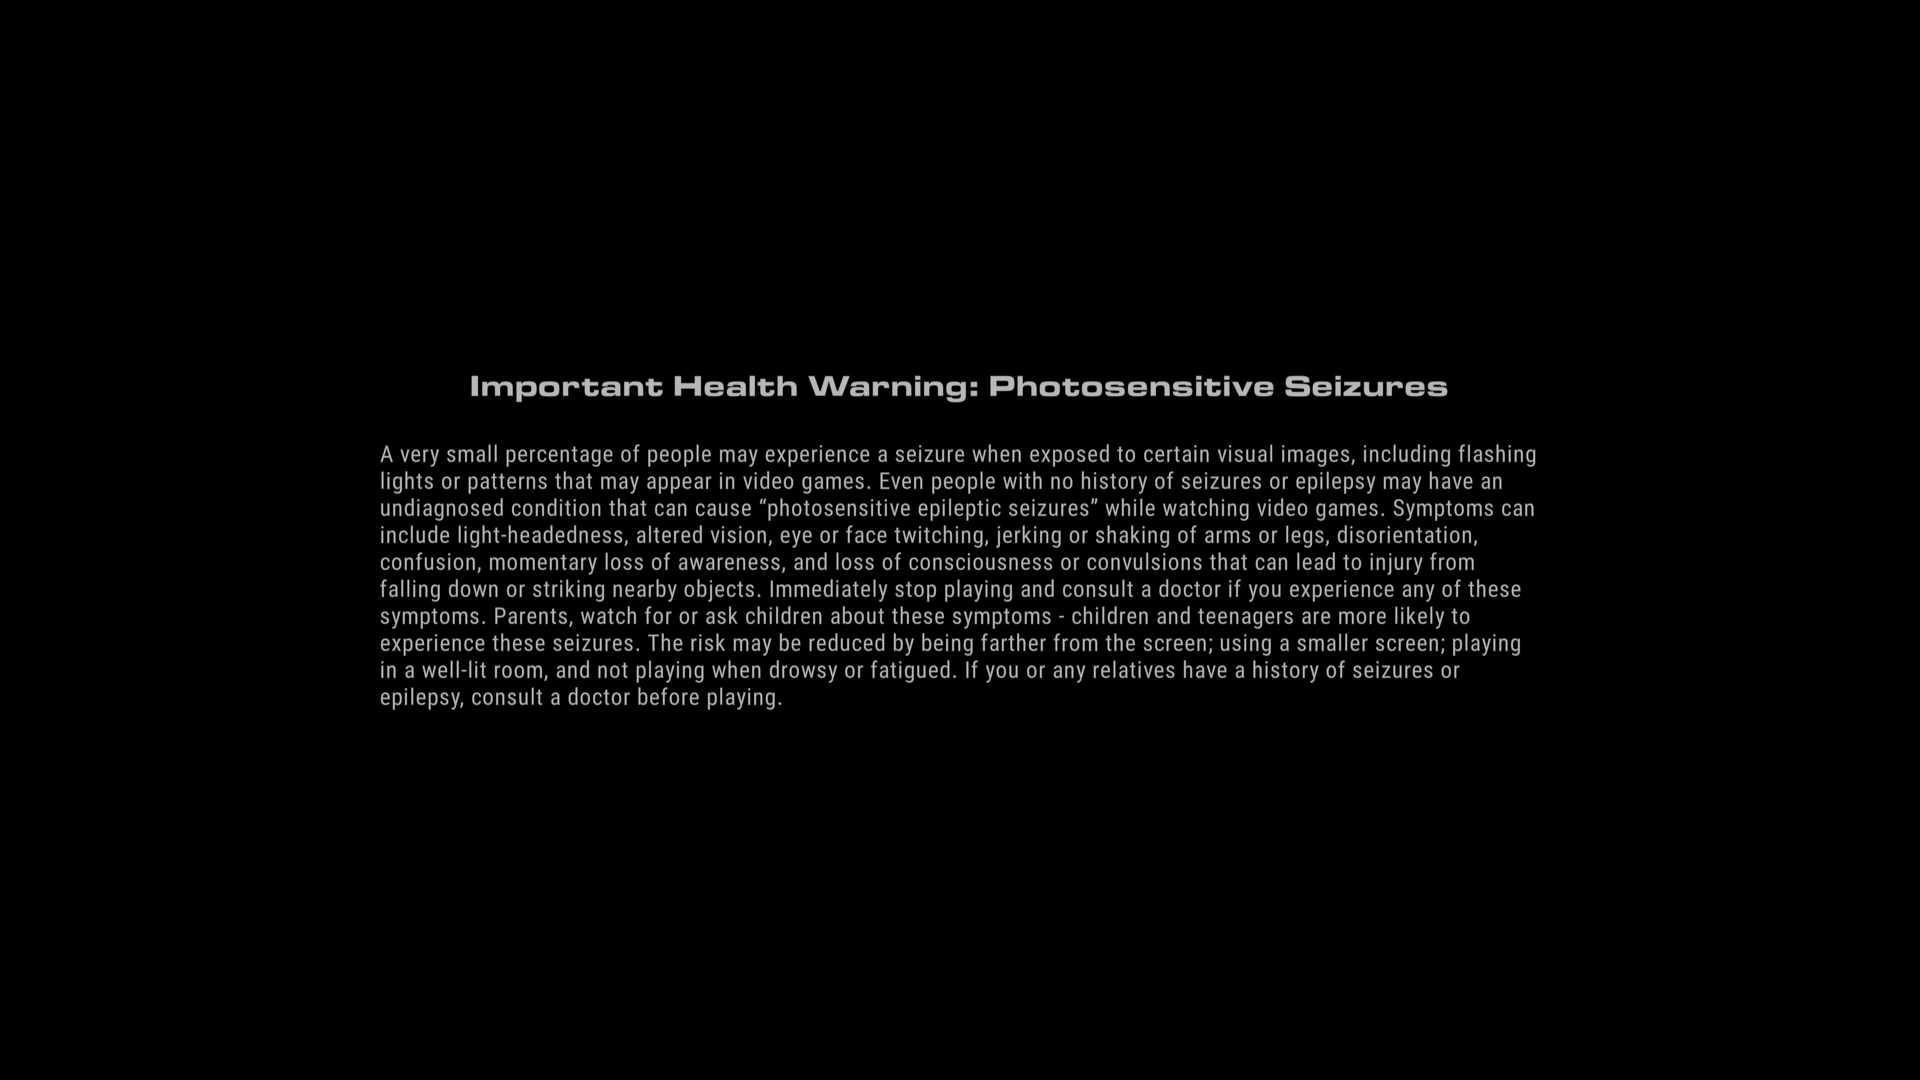 Important Health Warning: Photosensitive Seizures
A very small percentage of people may experience a seizure when exposed to certain visual images, including flashing
lights or patterns that may appear in video games. Even people with no history of seizures or epilepsy may have an
undiagnosed condition that can cause “photosensitive epileptic seizures” while watching video games. Symptoms can
include light-headedness, altered vision, eye or face twitching, jerking or shaking of arms or legs, disorientation,
confusion, momentary loss of awareness, and loss of consciousness or convulsions that can lead to injury from
falling down or striking nearby objects. Immediately stop playing and consult a doctor if you experience any of these
symptoms. Parents, watch for or ask children about these symptoms - children and teenagers are more likely to
experience these seizures. The risk may be reduced by being farther from the screen; using a smaller screen; playing
in a well-lit room, and not playing when drowsy or fatigued. If you or any relatives have a history of seizures or
epilepsy, consult a doctor before playing.